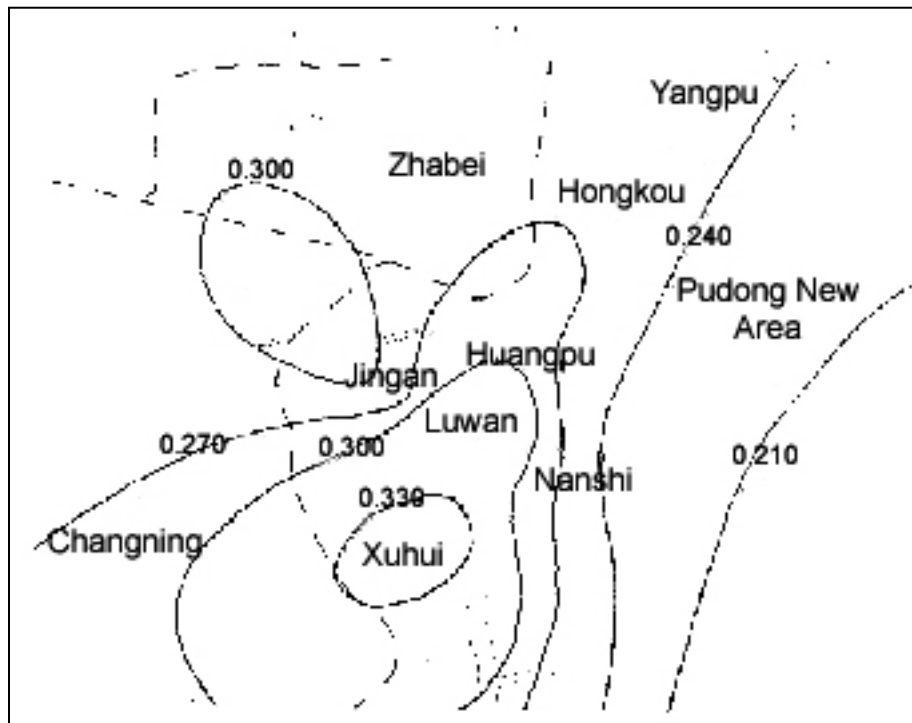 Yangpu
Zhabei
0.300
Hongkou
0.240
Pudong New
Area
Huangpu
Jingan
Luwan
0.270
0.300
0.210
Nanshi
0.330
Changning
Xuhui